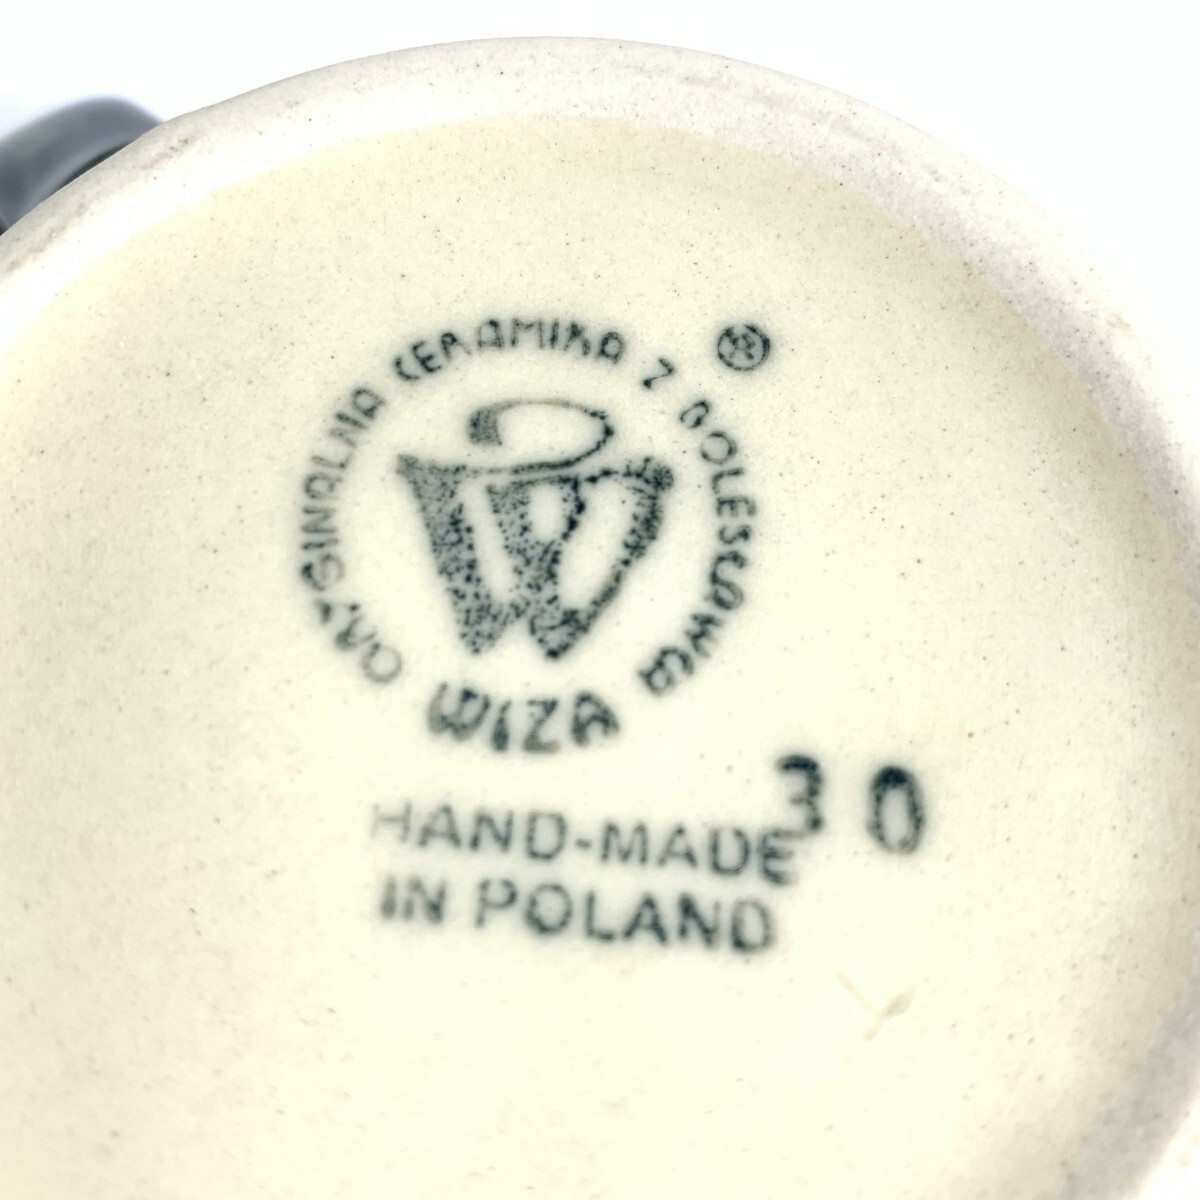 ORYGINALNA CERAMIKA Z BOLESŁAWCA ®
WIZA
30
HAND-MADE
IN POLAND